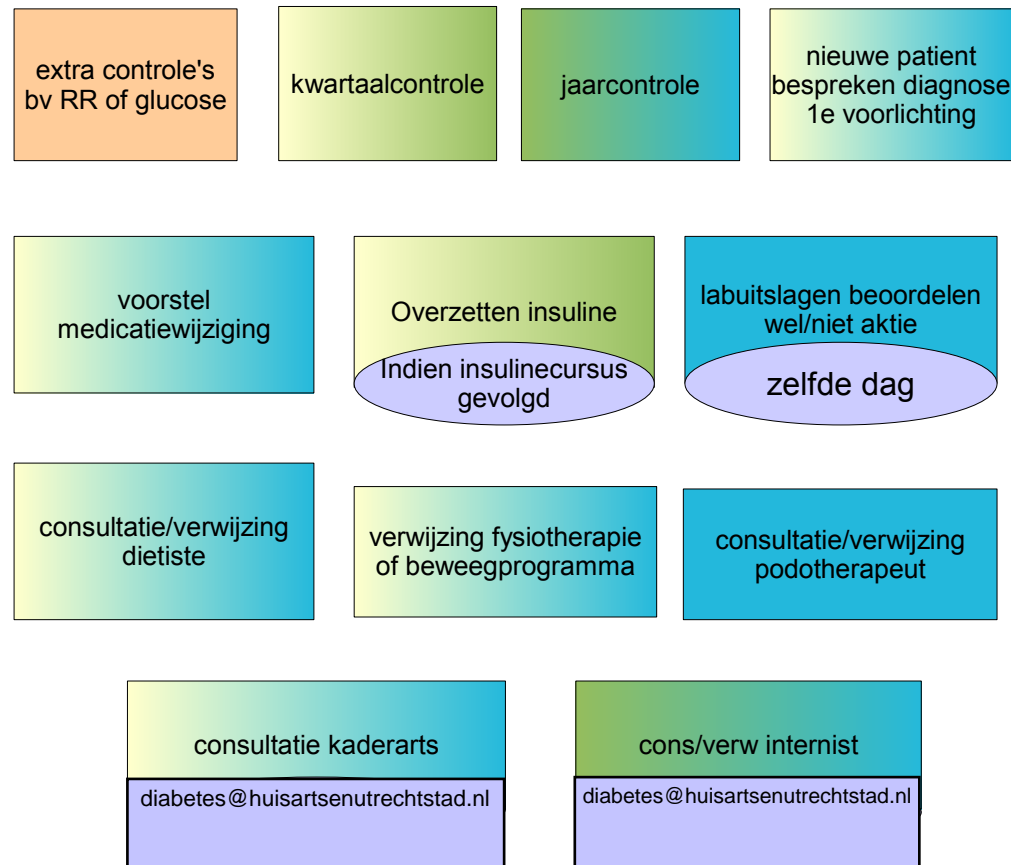 extra controle's
bv RR of glucose
kwartaalcontrole
jaarcontrole
nieuwe patient
bespreken diagnose
1e voorlichting
voorstel
medicatiewijziging
Overzetten insuline
Indien insulinecursus
gevolgd
labuitslagen beoordelen
wel/niet aktie
zelfde dag
consultatie/verwijzing
dietiste
verwijzing fysiotherapie
of beweegprogramma
consultatie/verwijzing
podotherapeut
consultatie kaderarts
diabetes@huisartsenutrechtstad.nl
cons/verw internist
diabetes@huisartsenutrechtstad.nl